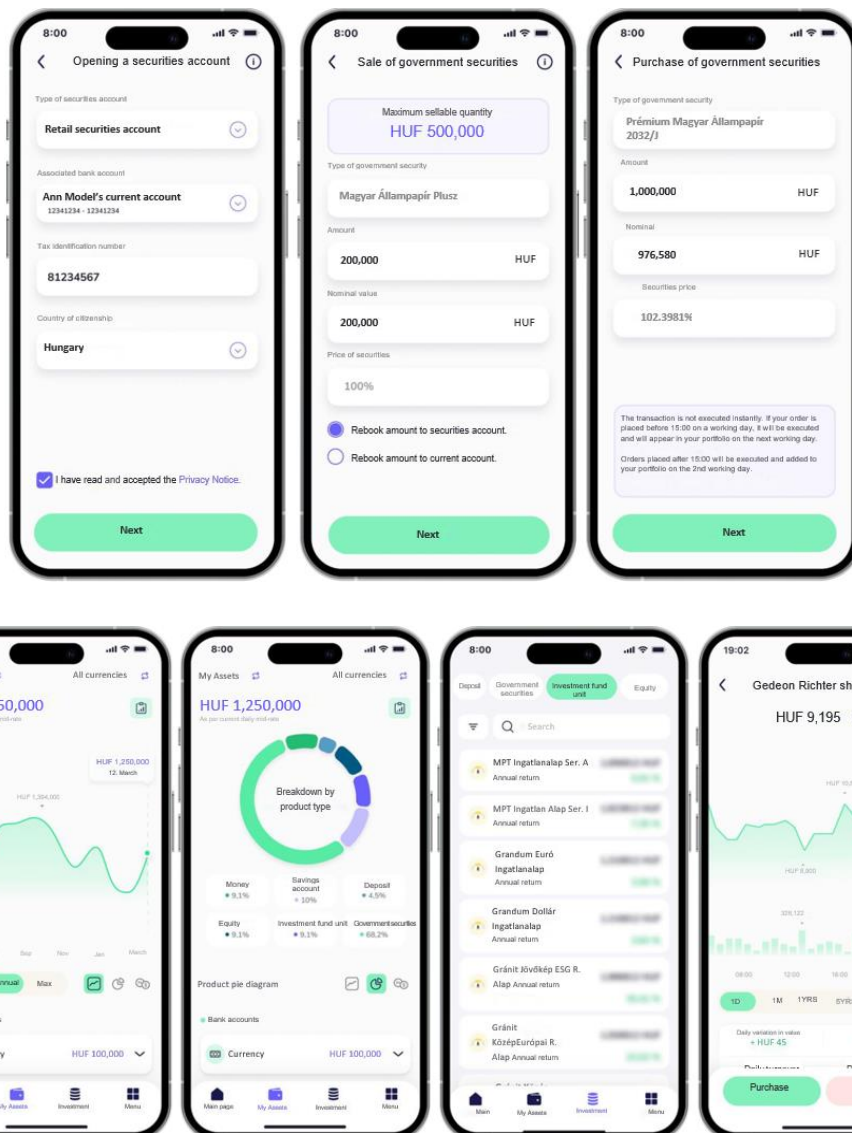 8:00
Opening a securities account
Type of securities account
Retail securities account
Associated bank account
Ann Model's current account
12341234 - 12341234
Tax identification number
81234567
Country of citizenship
Hungary
I have read and accepted the Privacy Notice.
Next
8:00
Sale of government securities
Maximum sellable quantity
HUF 500,000
Type of government security
Magyar Állampapír Plusz
Amount
200,000 HUF
Nominal value
200,000 HUF
Price of securities
100%
Rebook amount to securities account.
Rebook amount to current account.
Next
8:00
Purchase of government securities
Type of government security
Prémium Magyar Állampapír
2032/J
Amount
1,000,000 HUF
Nominal
976,580 HUF
Securities price
102.3981%
The transaction is not executed instantly. If your order is
placed before 15:00 on a working day, it will be executed
and will appear in your portfolio on the next working day.
Orders placed after 15:00 will be executed and added to
your portfolio on the 2nd working day.
Next
All currencies
50,000
HUF 1,250,000
12. March
HUF 1,394,000
Sep Nov Jan March
nnual Max
y HUF 100,000
My Assets Investment Menu
8:00
My Assets All currencies
HUF 1,250,000
As per current daily mid-rate
Breakdown by
product type
Money
9,1%
Savings
account
10%
Deposit
4,5%
Equity
9,1%
Investment fund unit
9,1%
Government securities
68,2%
Product pie diagram
Bank accounts
Currency HUF 100,000
Main page My Assets Investment Menu
8:00
Deposit
Government
securities
Investment fund
unit
Equity
Search
MPT Ingatlanalap Ser. A
Annual return
MPT Ingatlan Alap Ser. I
Annual return
Grandum Euró
Ingatlanalap
Annual return
Grandum Dollár
Ingatlanalap
Annual return
Gránit Jövőkép ESG R.
Alap Annual return
Gránit
KözépEurópai R.
Alap Annual return
Main My Assets Investment Menu
19:02
Gedeon Richter sh
HUF 9,195
08:00 12:00 16:00
1D 1M 1YRS 5YRS
Daily variation in value
+ HUF 45
Purchase